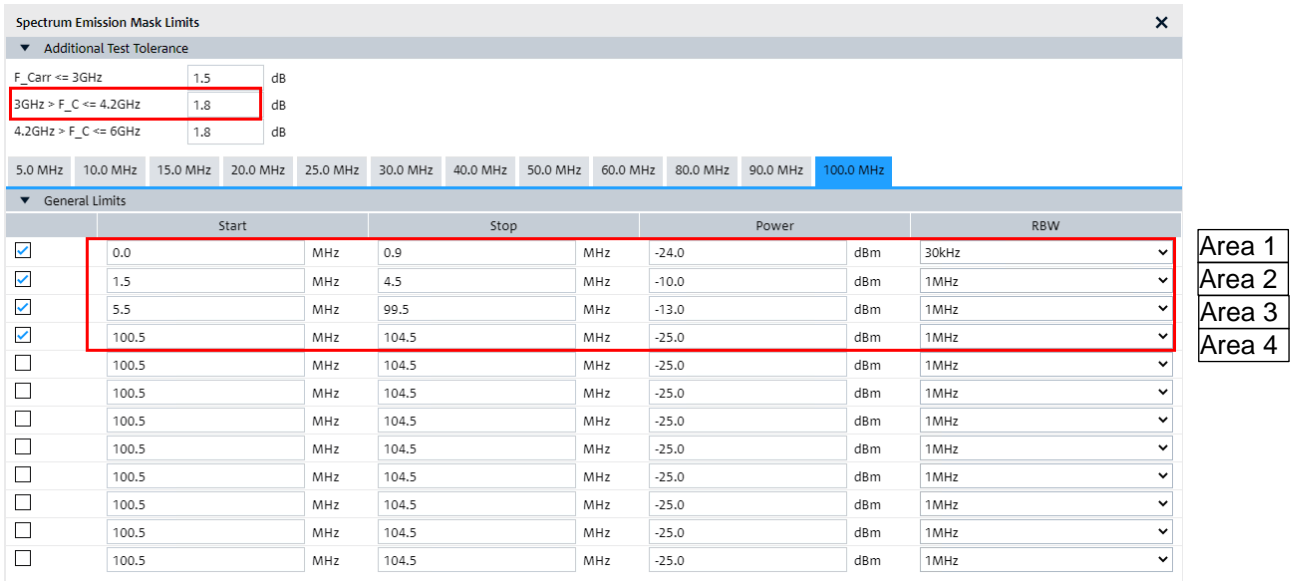 Spectrum Emission Mask Limits ×
▼ Additional Test Tolerance
F_Carr <= 3GHz 1.5 dB
3GHz > F_C <= 4.2GHz 1.8 dB
4.2GHz > F_C <= 6GHz 1.8 dB
5.0 MHz 10.0 MHz 15.0 MHz 20.0 MHz 25.0 MHz 30.0 MHz 40.0 MHz 50.0 MHz 60.0 MHz 80.0 MHz 90.0 MHz 100.0 MHz
▼ General Limits
Start Stop Power RBW
0.0 MHz 0.9 MHz -24.0 dBm 30kHz Area 1
1.5 MHz 4.5 MHz -10.0 dBm 1MHz Area 2
5.5 MHz 99.5 MHz -13.0 dBm 1MHz Area 3
100.5 MHz 104.5 MHz -25.0 dBm 1MHz Area 4
100.5 MHz 104.5 MHz -25.0 dBm 1MHz
100.5 MHz 104.5 MHz -25.0 dBm 1MHz
100.5 MHz 104.5 MHz -25.0 dBm 1MHz
100.5 MHz 104.5 MHz -25.0 dBm 1MHz
100.5 MHz 104.5 MHz -25.0 dBm 1MHz
100.5 MHz 104.5 MHz -25.0 dBm 1MHz
100.5 MHz 104.5 MHz -25.0 dBm 1MHz
100.5 MHz 104.5 MHz -25.0 dBm 1MHz